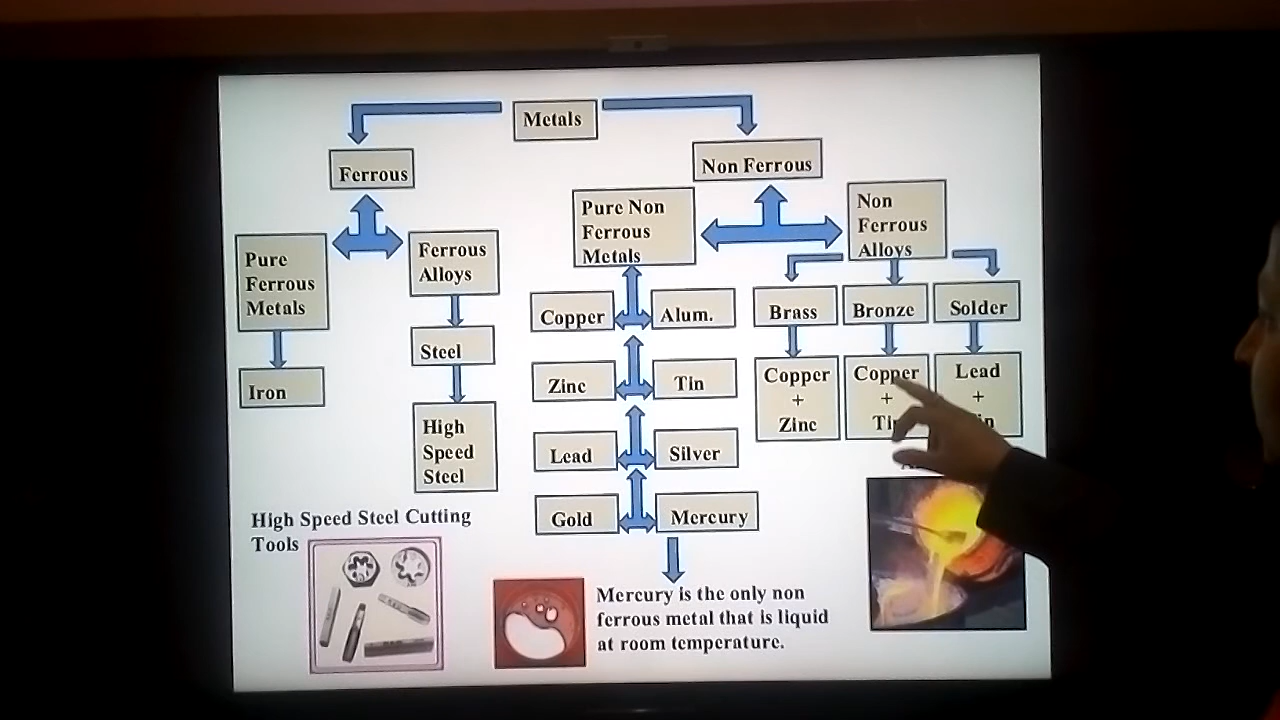 Metals
Ferrous
Non Ferrous
Pure
Ferrous
Metals
Ferrous
Alloys
Pure Non
Ferrous
Metals
Non
Ferrous
Alloys
Iron
Steel
High
Speed
Steel
Copper
Alum.
Zinc
Tin
Lead
Silver
Gold
Mercury
Brass
Bronze
Solder
Copper
+
Zinc
Copper
+
Lead
+
High Speed Steel Cutting
Tools
Mercury is the only non
ferrous metal that is liquid
at room temperature.